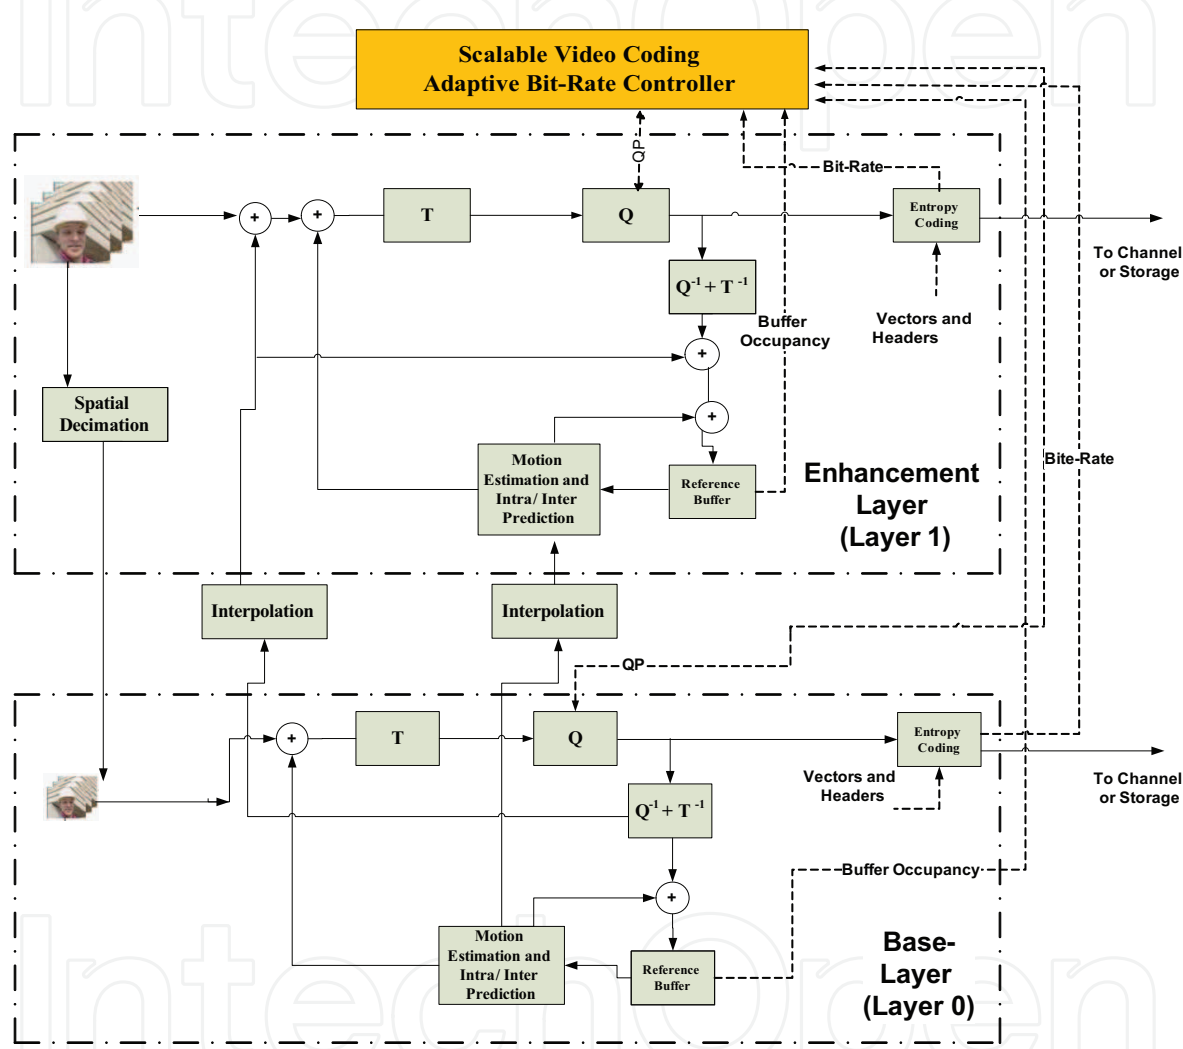 IntechOpen
Scalable Video Coding
Adaptive Bit-Rate Controller
QP
Bit-Rate
+
+
T
Q
Entropy
Coding
To Channel
or Storage
Q-1 + T -1
Vectors and
Headers
Buffer
Occupancy
+
Spatial
Decimation
+
Motion
Estimation and
Intra/ Inter
Prediction
Reference
Buffer
Enhancement
Layer
(Layer 1)
Bite-Rate
Interpolation
Interpolation
QP
+
T
Q
Entropy
Coding
Vectors and
Headers
To Channel
or Storage
Q-1 + T -1
Buffer Occupancy
+
Motion
Estimation and
Intra/ Inter
Prediction
Reference
Buffer
Base-
Layer
(Layer 0)
IntechOpen